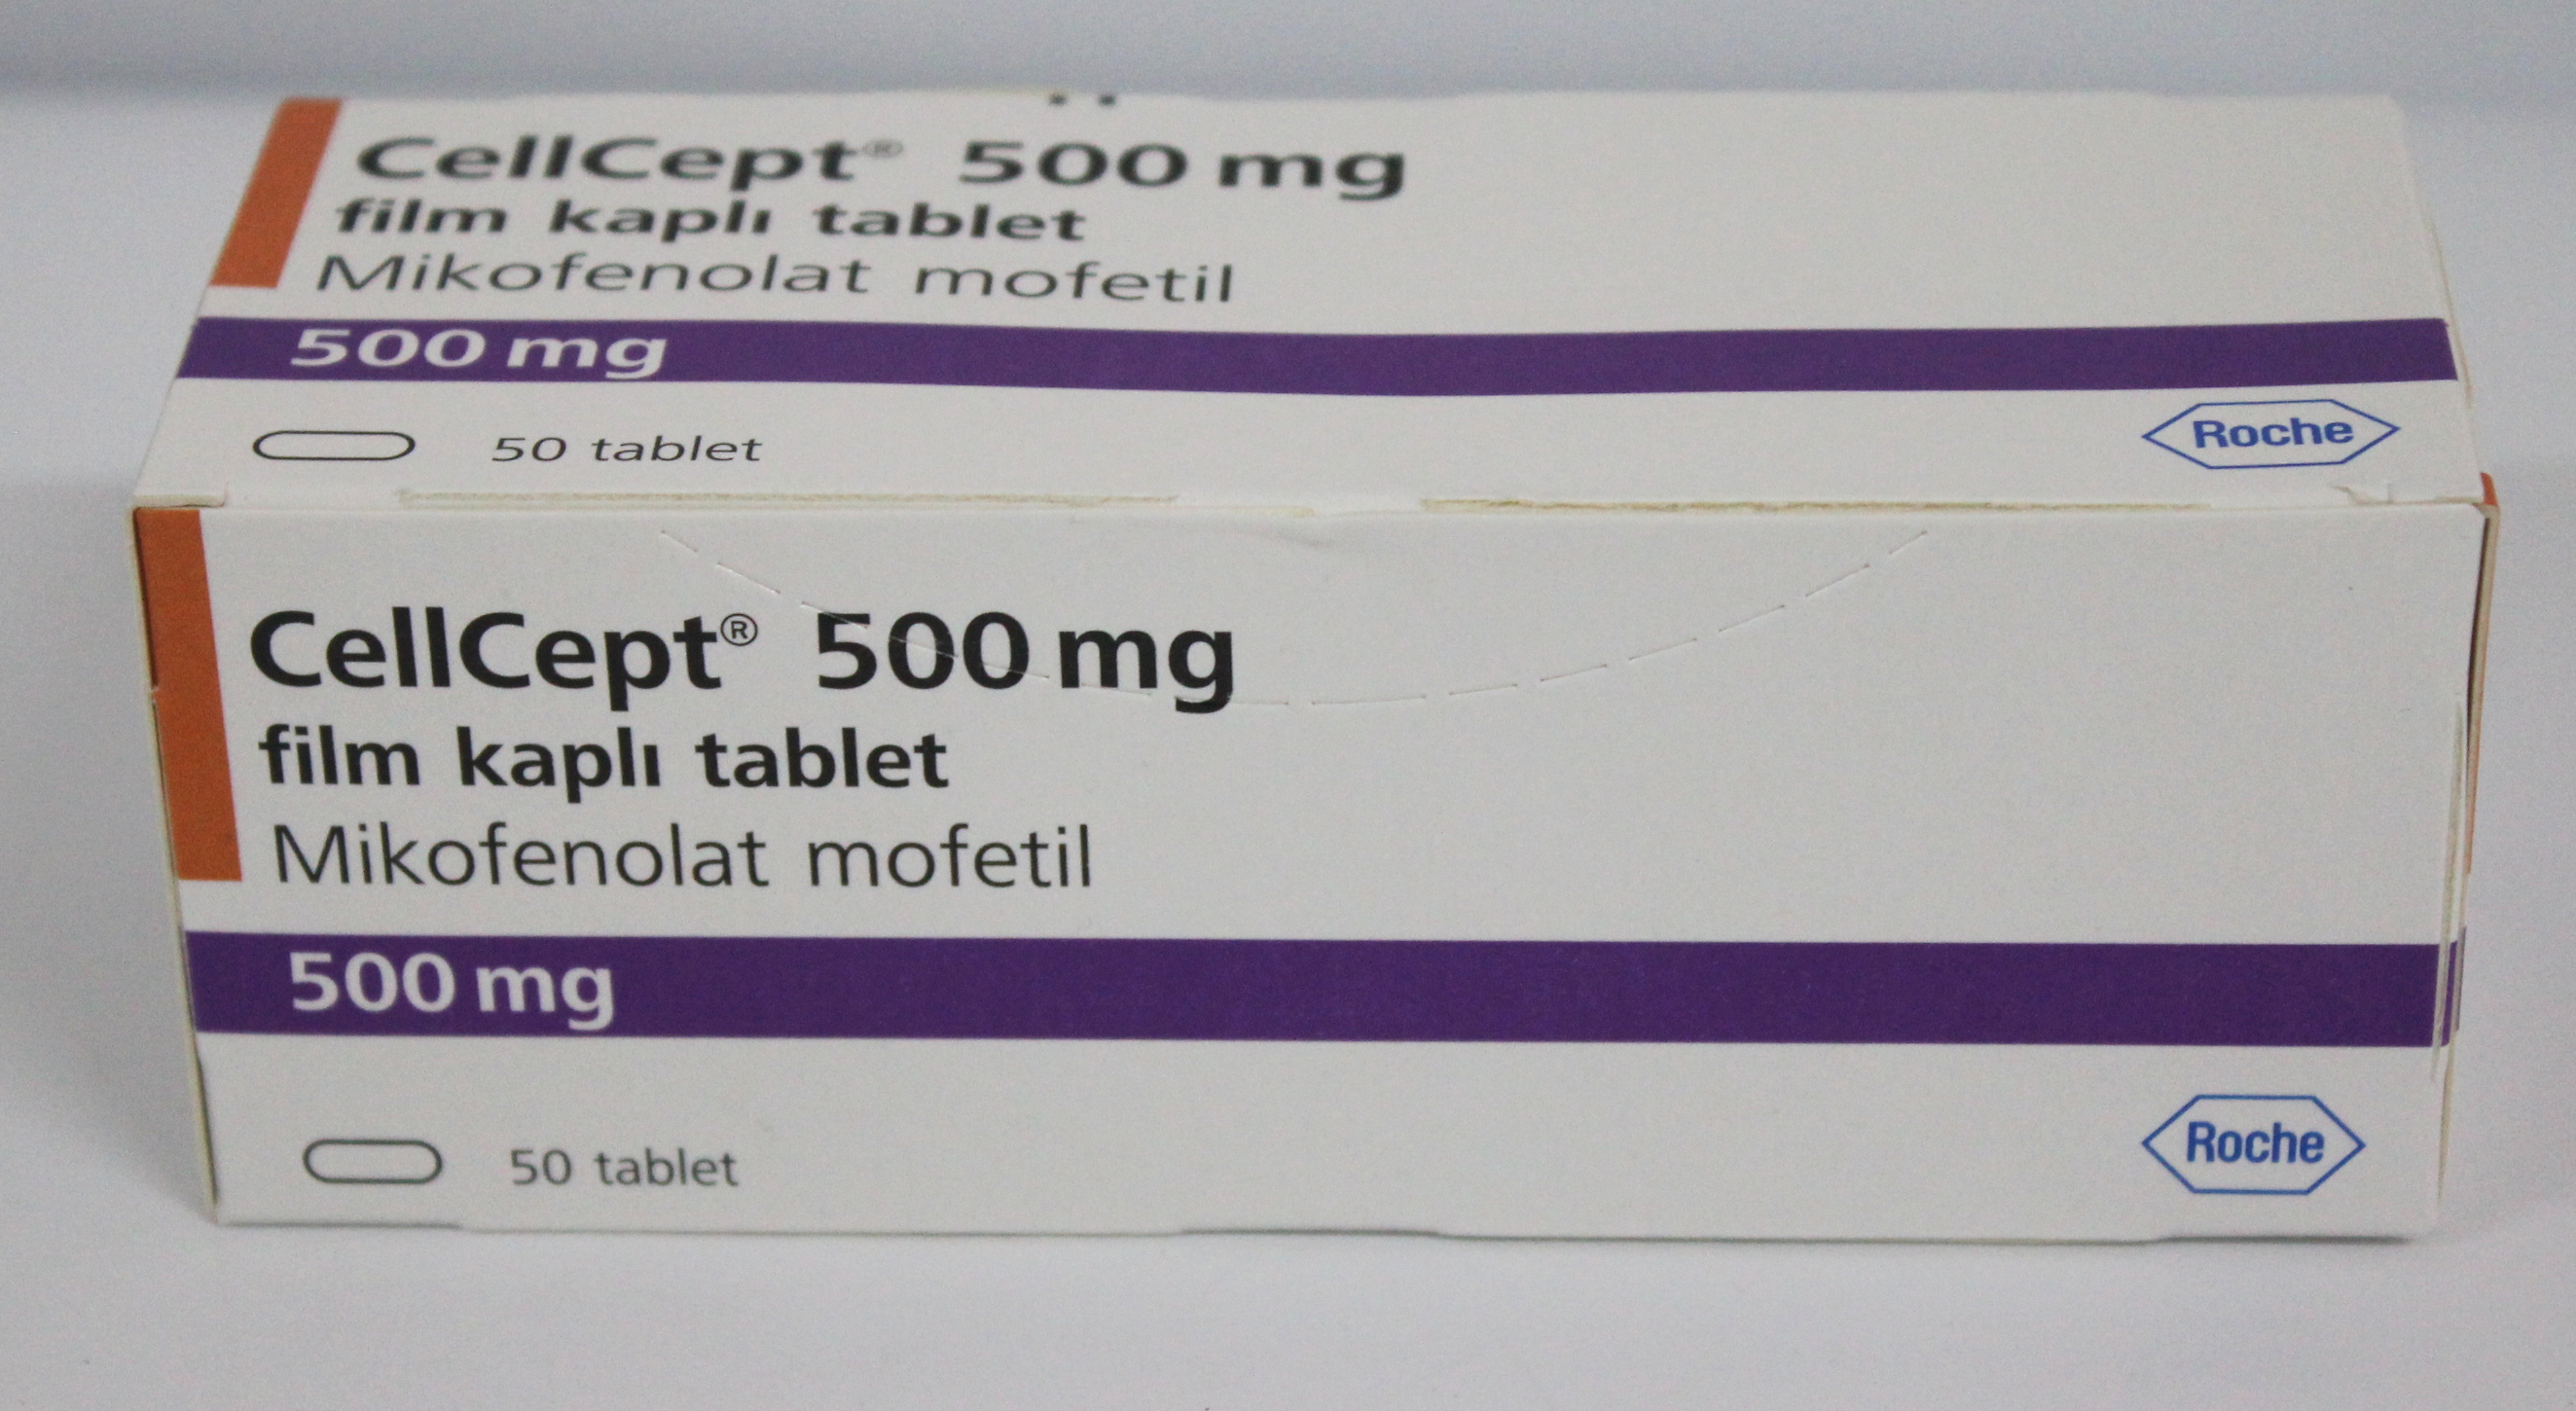 CellCept® 500 mg
film kaplı tablet
Mikofenolat mofetil
500 mg
50 tablet
Roche
CellCept® 500 mg
film kaplı tablet
Mikofenolat mofetil
500 mg
50 tablet
Roche